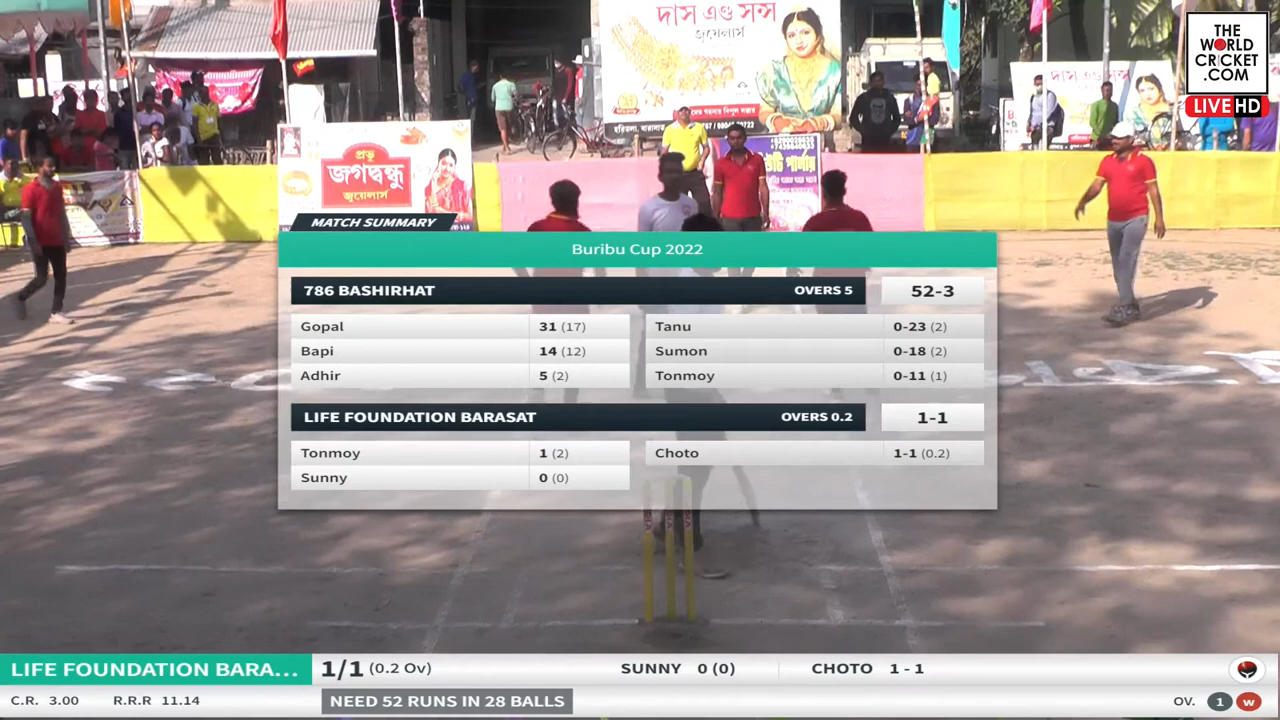 দাস এণ্ড সন্স
জুয়েলার্স
THE
WORLD
CRICKET
.COM
LIVE HD
দাস এণ্ড সন্স
প্রভু
জগদ্বন্ধু
জুয়েলার্স
MATCH SUMMARY
Buribu Cup 2022
786 BASHIRHAT OVERS 5 52-3
Gopal 31 (17) Tanu 0-23 (2)
Bapi 14 (12) Sumon 0-18 (2)
Adhir 5 (2) Tonmoy 0-11 (1)
LIFE FOUNDATION BARASAT OVERS 0.2 1-1
Tonmoy 1 (2) Choto 1-1 (0.2)
Sunny 0 (0)
LIFE FOUNDATION BARA... 1/1 (0.2 Ov) SUNNY 0 (0) CHOTO 1 - 1
C.R. 3.00 R.R.R 11.14 NEED 52 RUNS IN 28 BALLS OV. 1 w